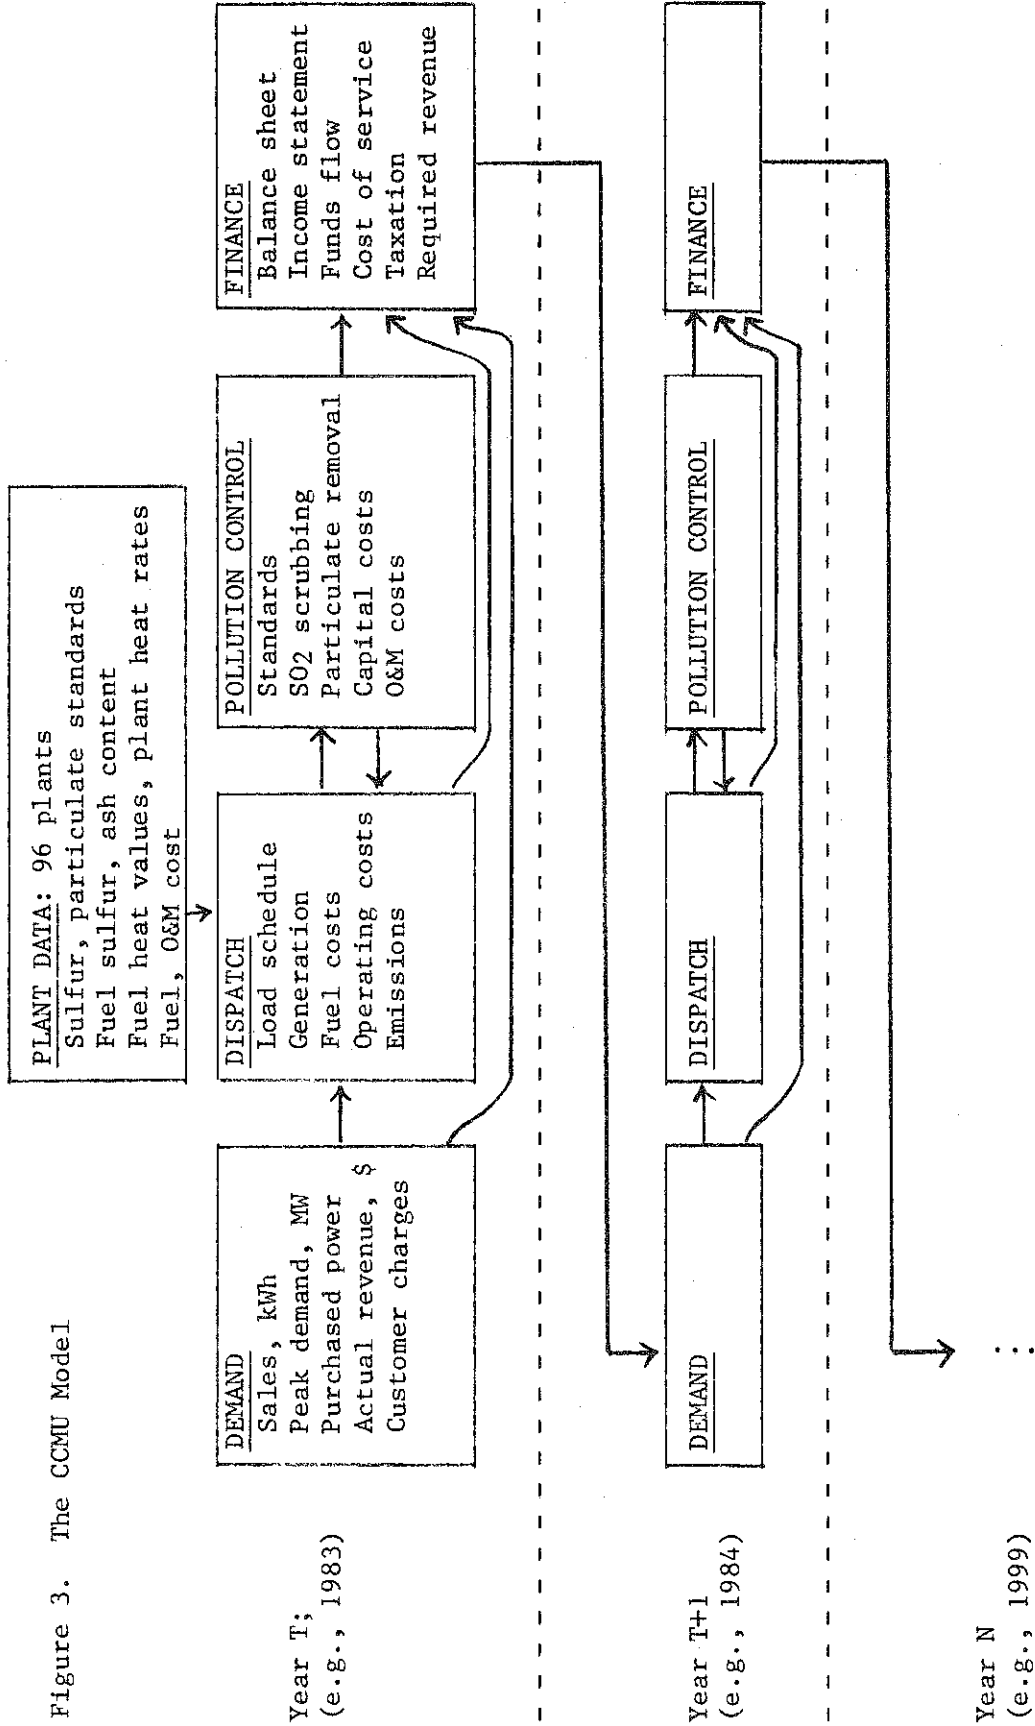 Figure 3. The CCMU Model
PLANT DATA: 96 plants
Sulfur, particulate standards
Fuel sulfur, ash content
Fuel heat values, plant heat rates
Fuel, O&M cost
Year T;
(e.g., 1983)
DEMAND
Sales, kWh
Peak demand, MW
Purchased power
Actual revenue, $
Customer charges
DISPATCH
Load schedule
Generation
Fuel costs
Operating costs
Emissions
POLLUTION CONTROL
Standards
SO2 scrubbing
Particulate removal
Capital costs
O&M costs
FINANCE
Balance sheet
Income statement
Funds flow
Cost of service
Taxation
Required revenue
Year T+1
(e.g., 1984)
DEMAND
DISPATCH
POLLUTION CONTROL
FINANCE
Year N
(e.g., 1999)
...